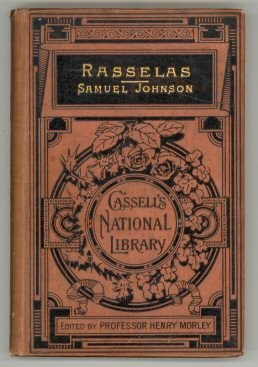 RASSELAS
SAMUEL JOHNSON
CASSELL'S
NATIONAL
LIBRARY
EDITED BY PROFESSOR HENRY MORLEY